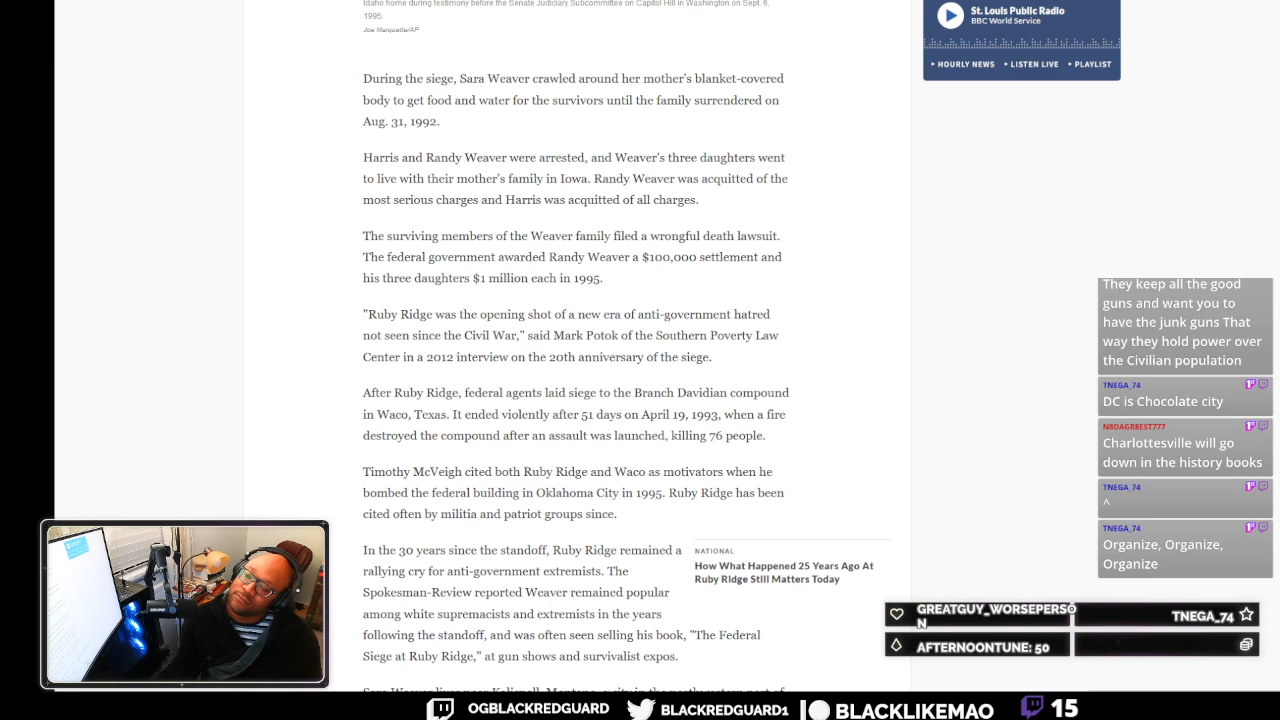 Idaho home during testimony before the Senate Judiciary Subcommittee on Capitol Hill in Washington on Sept. 6,
1995.
Joe Marquette/AP
During the siege, Sara Weaver crawled around her mother's blanket-covered
body to get food and water for the survivors until the family surrendered on
Aug. 31, 1992.
Harris and Randy Weaver were arrested, and Weaver's three daughters went
to live with their mother's family in Iowa. Randy Weaver was acquitted of the
most serious charges and Harris was acquitted of all charges.
The surviving members of the Weaver family filed a wrongful death lawsuit.
The federal government awarded Randy Weaver a $100,000 settlement and
his three daughters $1 million each in 1995.
"Ruby Ridge was the opening shot of a new era of anti-government hatred
not seen since the Civil War," said Mark Potok of the Southern Poverty Law
Center in a 2012 interview on the 20th anniversary of the siege.
After Ruby Ridge, federal agents laid siege to the Branch Davidian compound
in Waco, Texas. It ended violently after 51 days on April 19, 1993, when a fire
destroyed the compound after an assault was launched, killing 76 people.
Timothy McVeigh cited both Ruby Ridge and Waco as motivators when he
bombed the federal building in Oklahoma City in 1995. Ruby Ridge has been
cited often by militia and patriot groups since.
In the 30 years since the standoff, Ruby Ridge remained a
rallying cry for anti-government extremists. The
Spokesman-Review reported Weaver remained popular
among white supremacists and extremists in the years
following the standoff, and was often seen selling his book, "The Federal
Siege at Ruby Ridge," at gun shows and survivalist expos.
NATIONAL
How What Happened 25 Years Ago At
Ruby Ridge Still Matters Today
St. Louis Public Radio
BBC World Service
HOURLY NEWS
LISTEN LIVE
PLAYLIST
They keep all the good
guns and want you to
have the junk guns That
way they hold power over
the Civilian population
TNEGA_74
DC is Chocolate city
N8DAGR8EST777
Charlottesville will go
down in the history books
TNEGA_74
^
TNEGA_74
Organize, Organize,
Organize
GREATGUY_WORSEPERSO
N
TNEGA_74
AFTERNOONTUNE: 50
OGBLACKREDGUARD
BLACKREDGUARD1
BLACKLIKEMAO
15